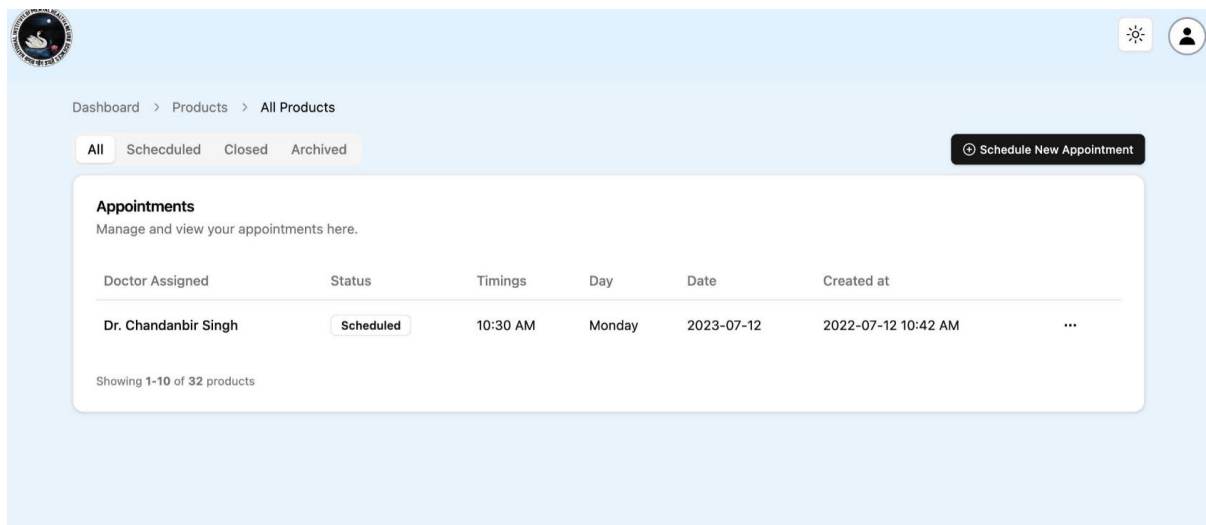 Dashboard > Products > All Products
All Schecduled Closed Archived
Schedule New Appointment
Appointments
Manage and view your appointments here.
Doctor Assigned Status Timings Day Date Created at
Dr. Chandanbir Singh Scheduled 10:30 AM Monday 2023-07-12 2022-07-12 10:42 AM ...
Showing 1-10 of 32 products